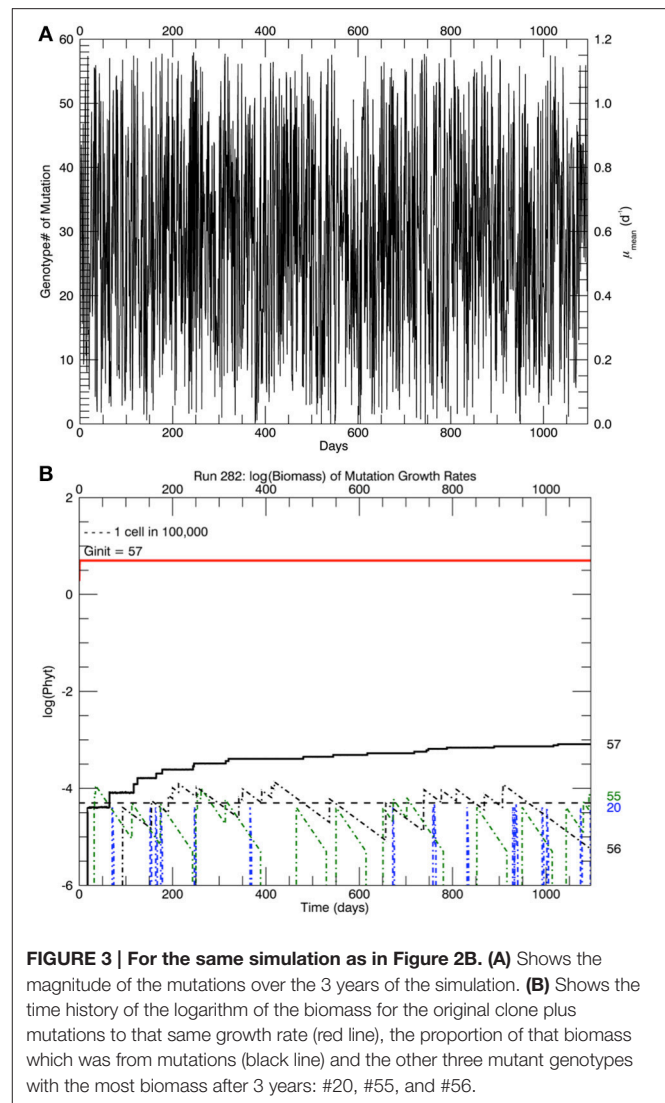 A
0 200 400 600 800 1000
60
50
40
30
20
10
0
Genotype# of Mutation
1.2
1.0
0.8
0.6
0.4
0.2
0.0
μmean (d-1)
0 200 400 600 800 1000
Days
B
Run 282: log(Biomass) of Mutation Growth Rates
0 200 400 600 800 1000
2
0
-2
-4
-6
log(Phyt)
1 cell in 100,000
Ginit = 57
57
55
20
56
0 200 400 600 800 1000
Time (days)
FIGURE 3 | For the same simulation as in Figure 2B. (A) Shows the
magnitude of the mutations over the 3 years of the simulation. (B) Shows the
time history of the logarithm of the biomass for the original clone plus
mutations to that same growth rate (red line), the proportion of that biomass
which was from mutations (black line) and the other three mutant genotypes
with the most biomass after 3 years: #20, #55, and #56.